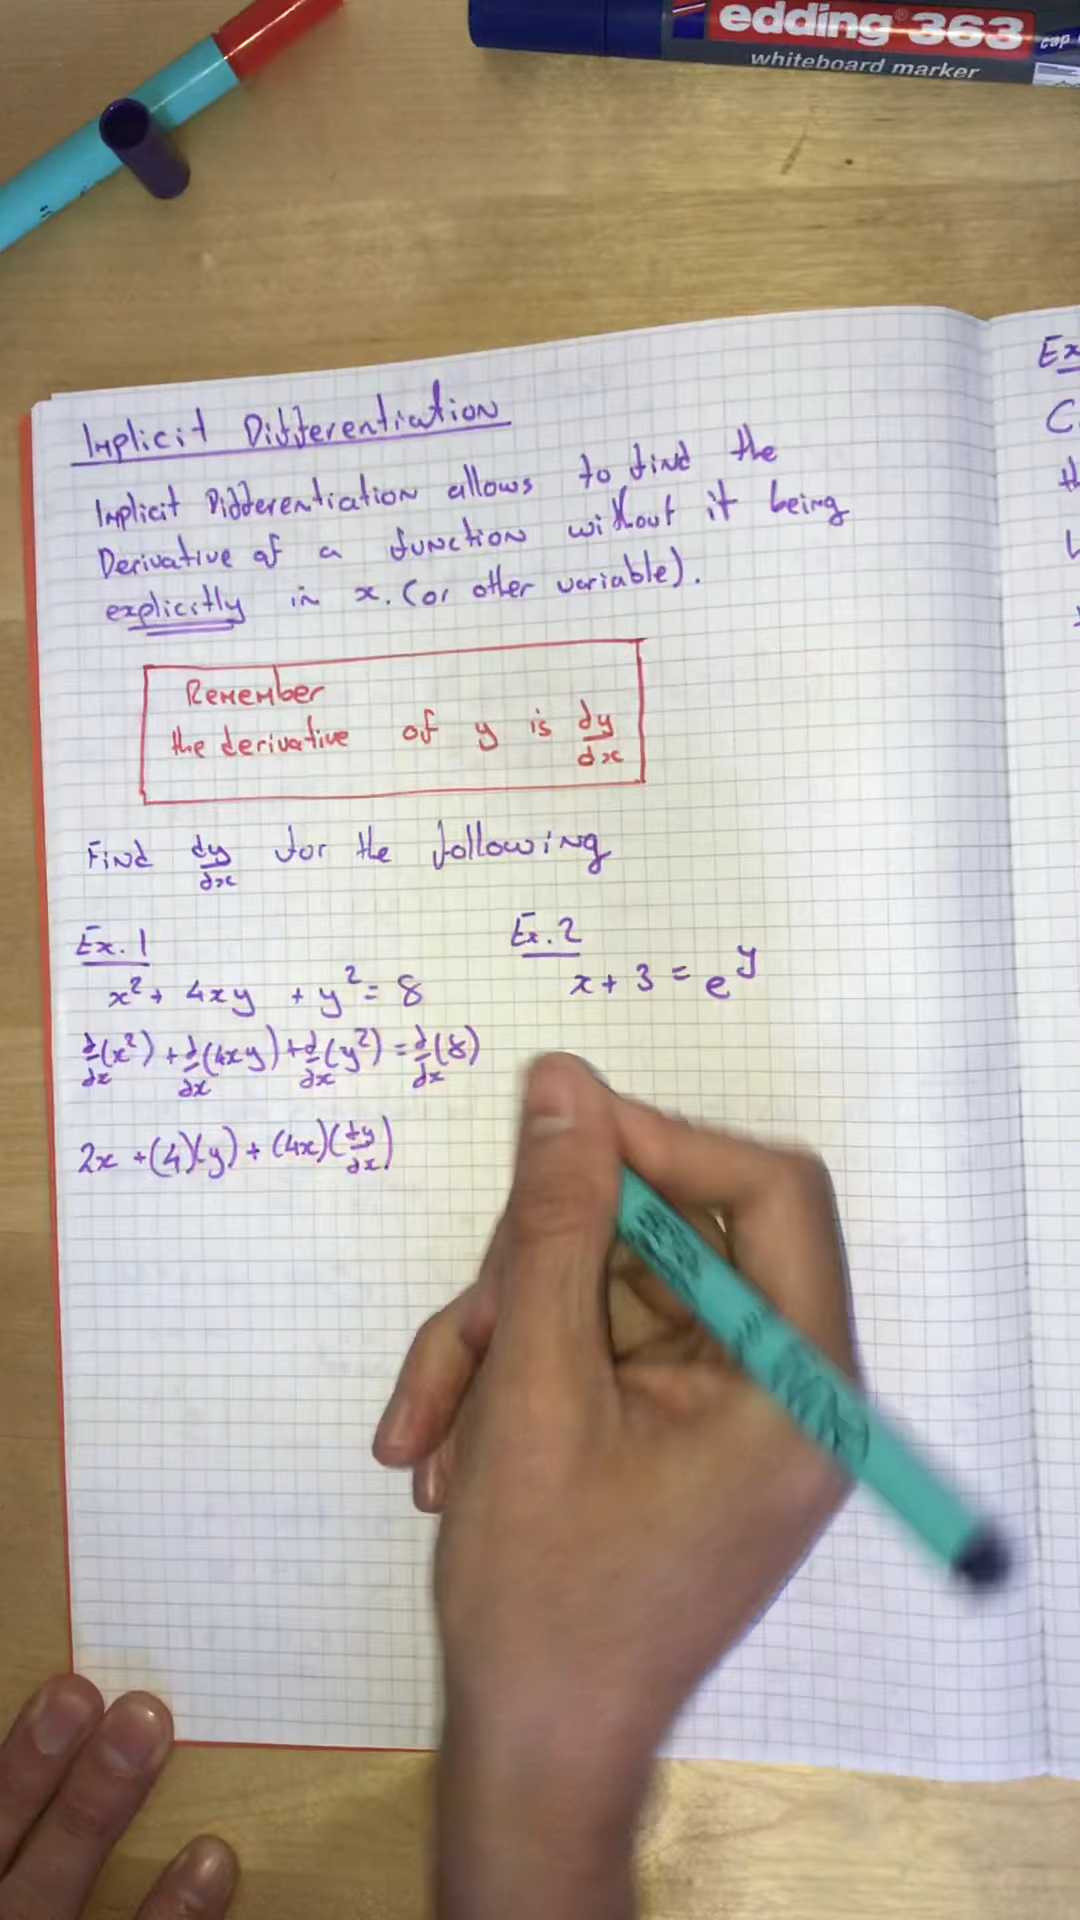 edding® 363
cap
whiteboard marker
Implicit Differentiation
Implicit Differentiation allows to find the
Derivative of a function without it being
explicitly in x. (or other variable).
Remember
the derivative of y is dy/dx
Find dy/dx for the following
Ex. 1
x² + 4xy + y² = 8
d/dx(x²) + d/dx(4xy) + d/dx(y²) = d/dx(8)
2x + (4)(y) + (4x)(dy/dx)
Ex. 2
x + 3 = e^y
Ex